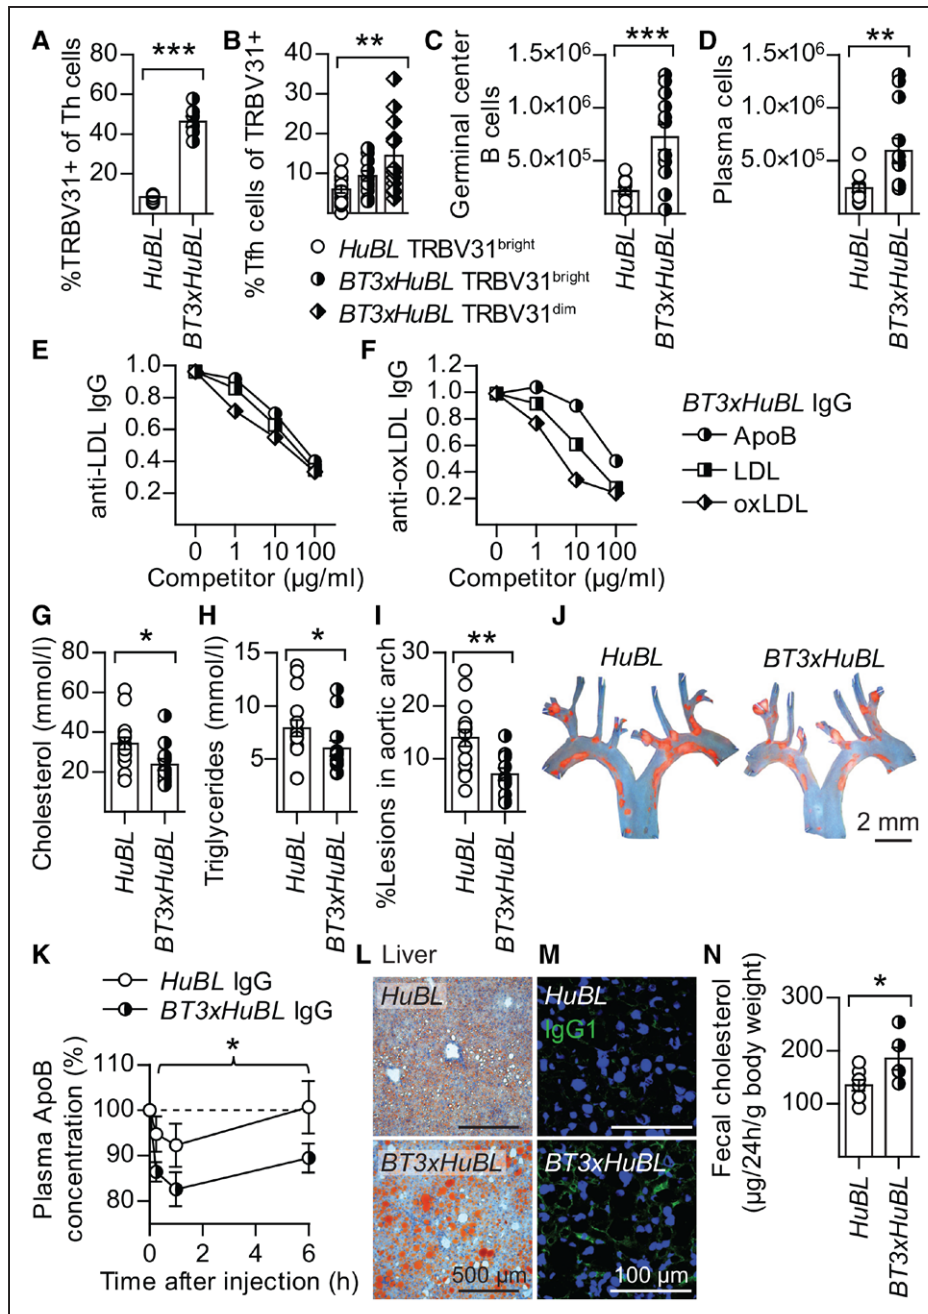 A
%TRBV31+ of Th cells
80
60
40
20
***
HuBL
BT3xHuBL
B
%Tfh cells of TRBV31+
40
30
20
10
**
HuBL TRBV31bright
BT3xHuBL TRBV31bright
BT3xHuBL TRBV31dim
C
Germinal center
B cells
1.5×10⁶
1.0×10⁶
5.0×10⁵
***
HuBL
BT3xHuBL
D
Plasma cells
1.5×10⁶
1.0×10⁶
5.0×10⁵
**
HuBL
BT3xHuBL
E
anti-LDL IgG
1.0
0.8
0.6
0.4
0.2
0 1 10 100
Competitor (µg/ml)
F
anti-oxLDL IgG
1.2
1.0
0.8
0.6
0.4
0.2
0 1 10 100
Competitor (µg/ml)
BT3xHuBL IgG
ApoB
LDL
oxLDL
G
Cholesterol (mmol/l)
80
60
40
20
*
HuBL
BT3xHuBL
H
Triglycerides (mmol/l)
15
10
5
*
HuBL
BT3xHuBL
I
%Lesions in aortic arch
30
20
10
**
HuBL
BT3xHuBL
J
HuBL
BT3xHuBL
2 mm
K
HuBL IgG
BT3xHuBL IgG
Plasma ApoB
concentration (%)
110
100
90
80
*
0 2 4 6
Time after injection (h)
L Liver
HuBL
BT3xHuBL
500 µm
M
HuBL
IgG1
BT3xHuBL
100 µm
N
Fecal cholesterol
(µg/24h/g body weight)
300
200
100
*
HuBL
BT3xHuBL